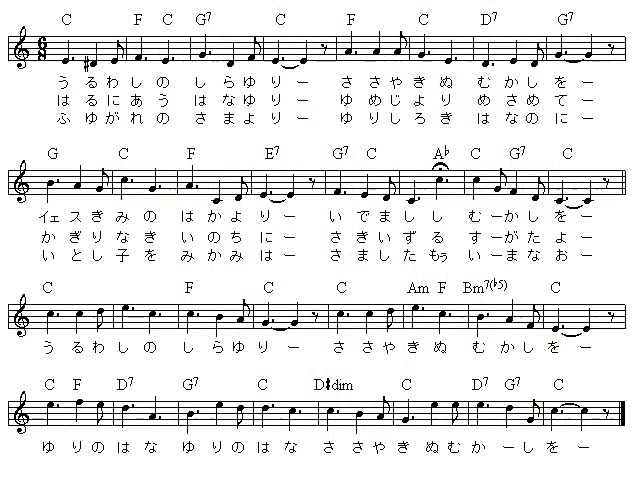 C F C G7 C F C D7 G7
うるわしの しらゆりー ささやきぬ むかしをー
はるにあう はなゆりー ゆめじより めさめてー
ふゆがれの さまよりー ゆりしろき はなのにー
G C F E7 G7 C A♭ C G7 C
イェスきみの はかよりー いでましし むーかしをー
かぎりなき いのちにー さきいずる すーがたよー
いとし子を みかみは さましたもぅ いーまなおー
C F C C Am F Bm7(♭5) C
うるわしの しらゆりー ささやきぬ むかしをー
C F D7 G7 C D♯dim C D7 G7 C
ゆりのはな ゆりのはな ささやきぬむかーしをー